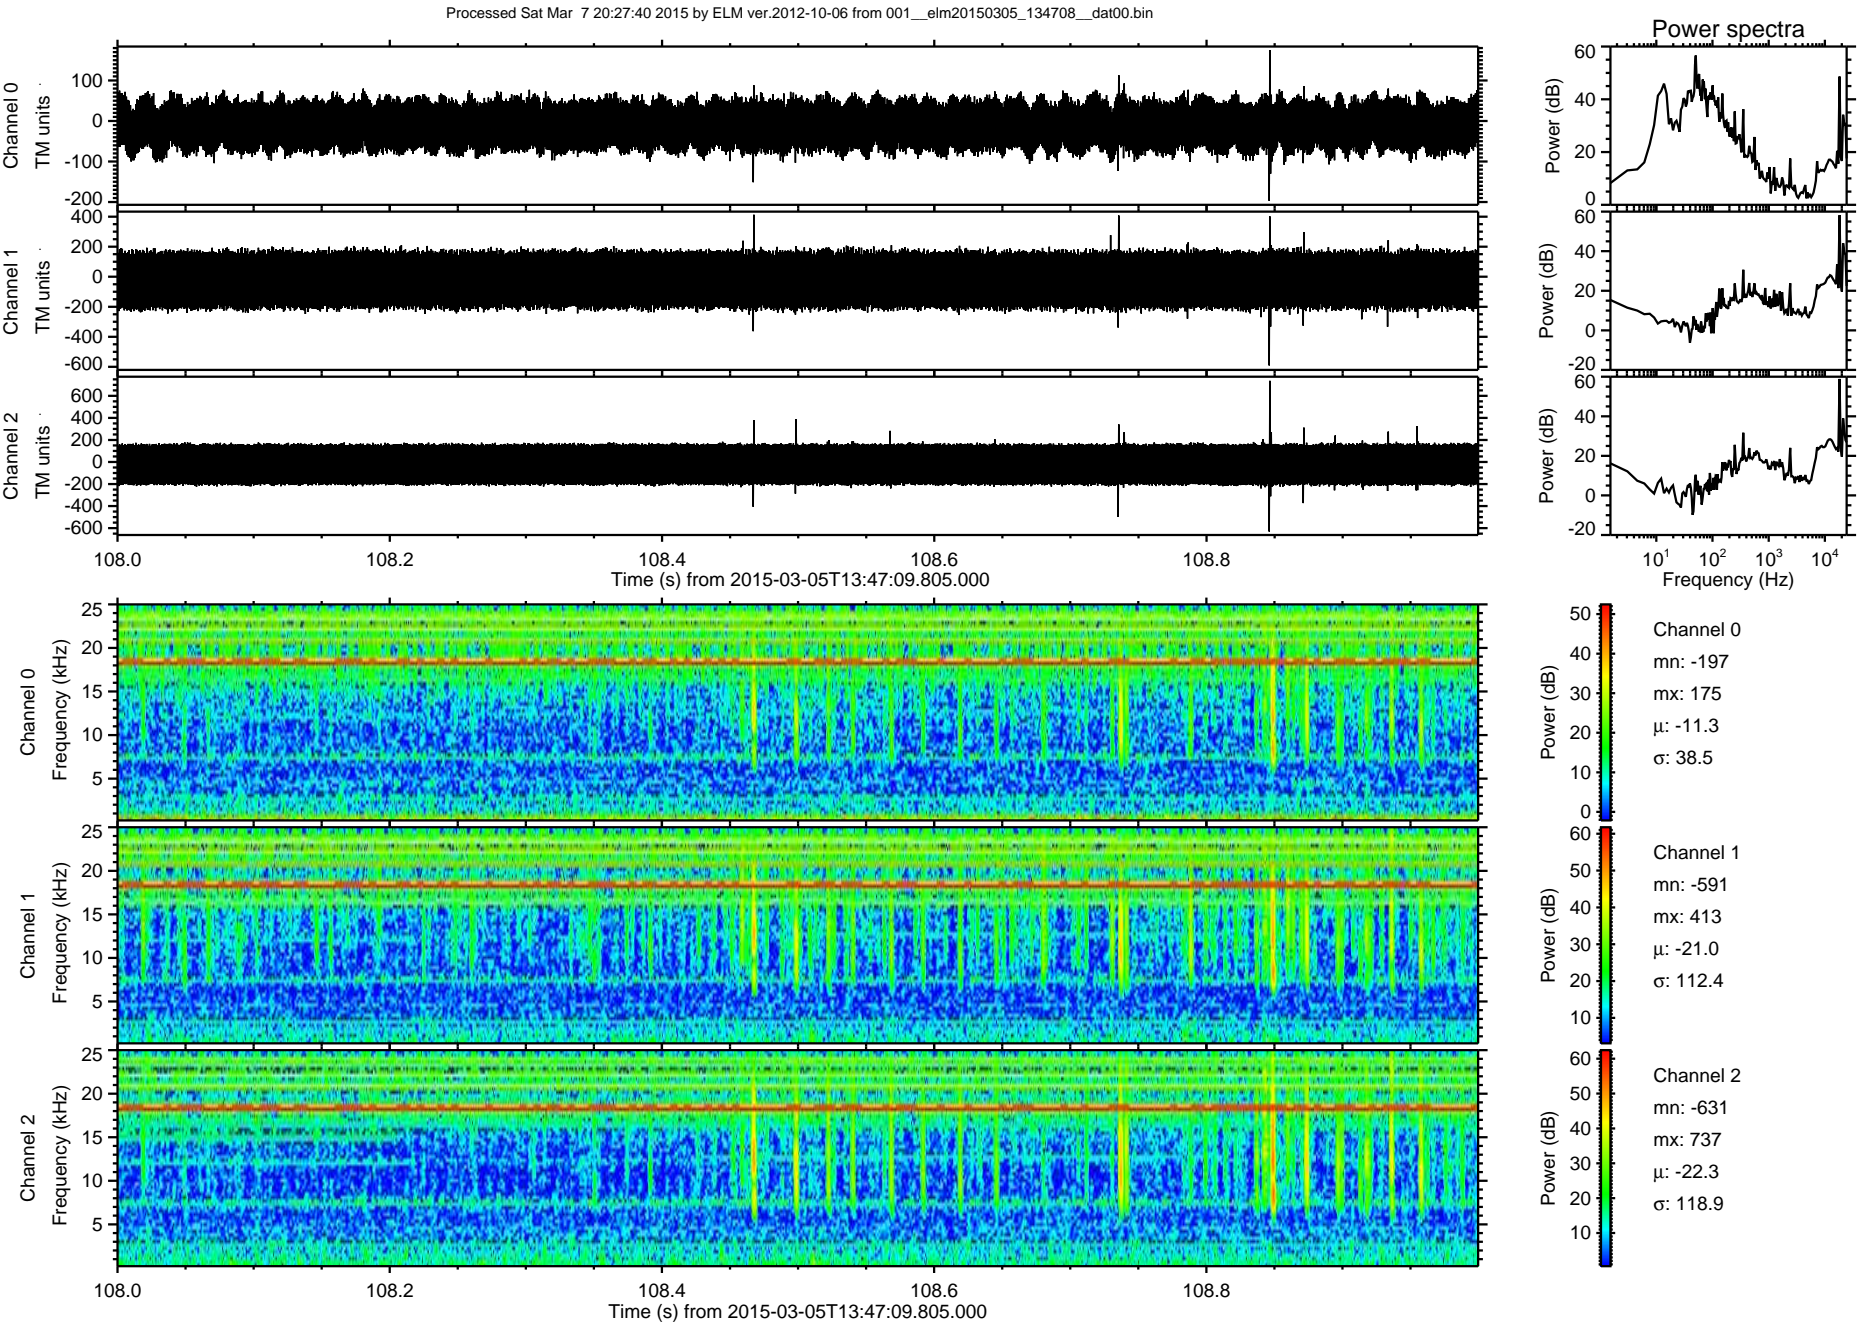 Processed Sat Mar 7 20:27:40 2015 by ELM ver.2012-10-06 from 001__elm20150305_134708__dat00.bin
Power spectra
Channel 0
TM units
100
0
-100
-200
Power (dB)
60
40
20
0
Channel 1
TM units
400
200
0
-200
-400
-600
Power (dB)
60
40
20
0
-20
Channel 2
TM units
600
400
200
0
-200
-400
-600
Power (dB)
60
40
20
0
-20
108.0 108.2 108.4 108.6 108.8
Time (s) from 2015-03-05T13:47:09.805.000
10^1 10^2 10^3 10^4
Frequency (Hz)
Channel 0
Frequency (kHz)
25
20
15
10
5
Power (dB)
50
40
30
20
10
0
Channel 0
mn: -197
mx: 175
μ: -11.3
σ: 38.5
Channel 1
Frequency (kHz)
25
20
15
10
5
Power (dB)
60
50
40
30
20
10
Channel 1
mn: -591
mx: 413
μ: -21.0
σ: 112.4
Channel 2
Frequency (kHz)
25
20
15
10
5
Power (dB)
60
50
40
30
20
10
Channel 2
mn: -631
mx: 737
μ: -22.3
σ: 118.9
108.0 108.2 108.4 108.6 108.8
Time (s) from 2015-03-05T13:47:09.805.000